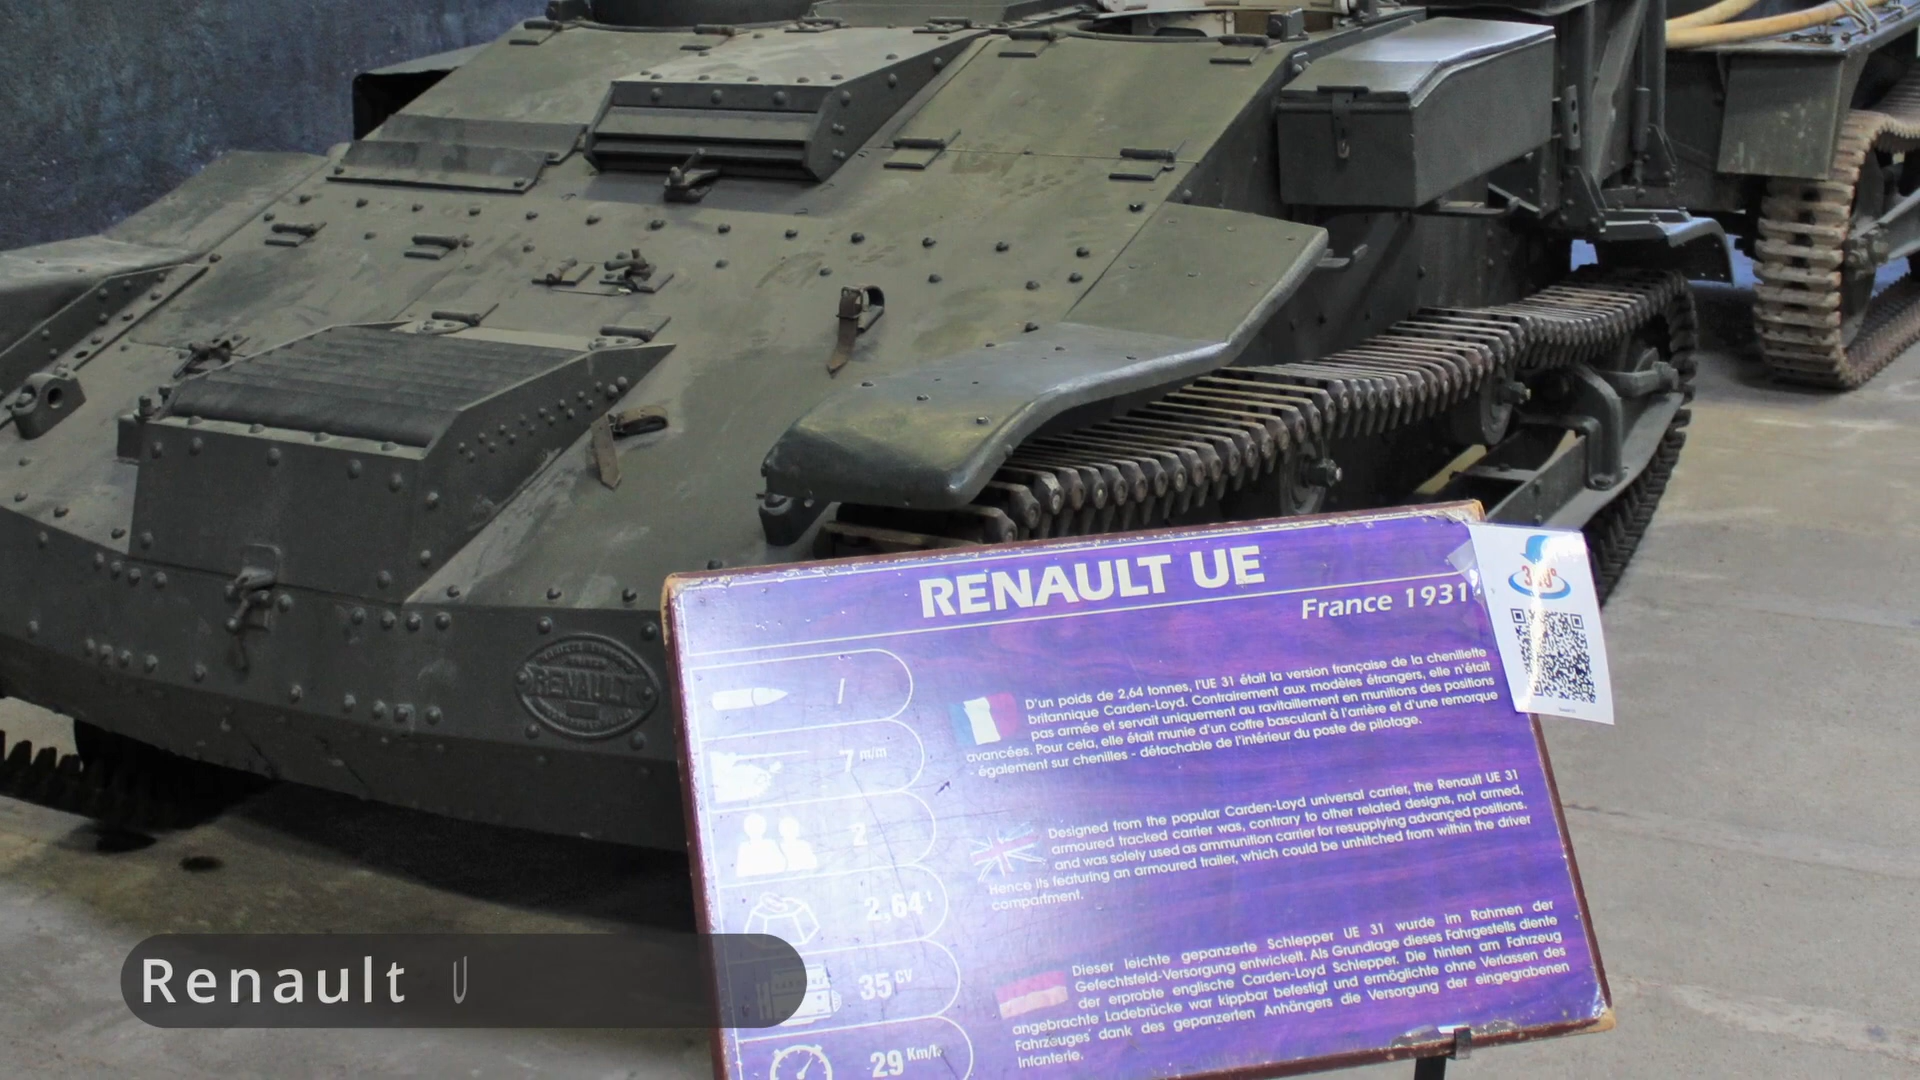 RENAULT UE
France 1931
360°
/
7 m/m
2
2,64 t
35 CV
29 Km/h
D'un poids de 2,64 tonnes, l'UE 31 était la version française de la chenillette
britannique Carden-Loyd. Contrairement aux modèles étrangers, elle n'était
pas armée et servait uniquement au ravitaillement en munitions des positions
avancées. Pour cela, elle était munie d'un coffre basculant à l'arrière et d'une remorque
- également sur chenilles - détachable de l'intérieur du poste de pilotage.
Designed from the popular Carden-Loyd universal carrier, the Renault UE 31
armoured tracked carrier was, contrary to other related designs, not armed,
and was solely used as ammunition carrier for resupplying advanced positions.
Hence its featuring an armoured trailer, which could be unhitched from within the driver
compartment.
Dieser leichte gepanzerte Schlepper UE 31 wurde im Rahmen der
Gefechtsfeld-Versorgung entwickelt. Als Grundlage dieses Fahrgestells diente
der erprobte englische Carden-Loyd Schlepper. Die hinten am Fahrzeug
angebrachte Ladebrücke war kippbar befestigt und ermöglichte ohne Verlassen des
Fahrzeuges dank des gepanzerten Anhängers die Versorgung der eingegrabenen
Infanterie.
RENAULT
Renault U